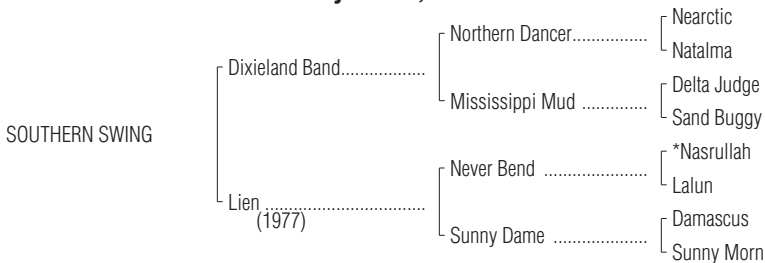 Nearctic
Northern Dancer
Natalma
Dixieland Band
Delta Judge
Mississippi Mud
Sand Buggy
SOUTHERN SWING
*Nasrullah
Never Bend
Lalun
Lien
(1977)
Damascus
Sunny Dame
Sunny Morn